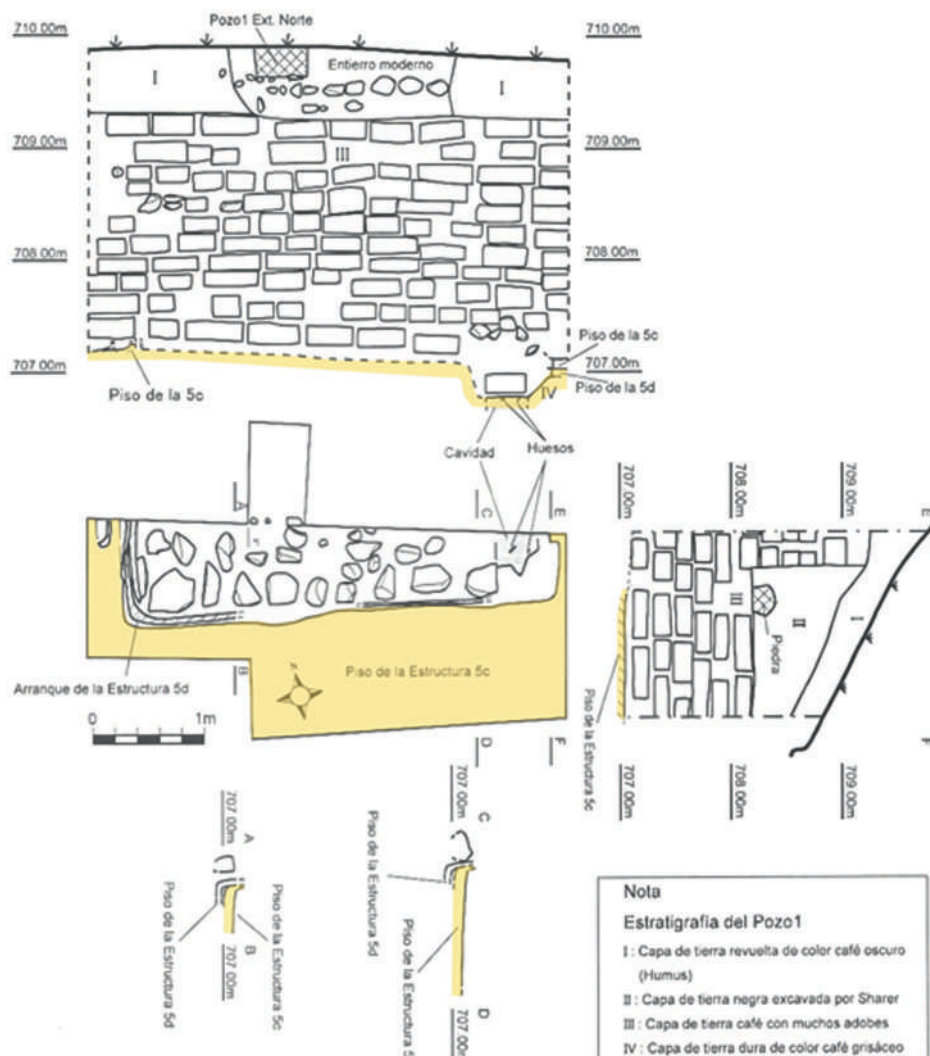 710.00m
Pozo1 Ext. Norte
710.00m
I
Entierro moderno
I
709.00m
III
709.00m
708.00m
708.00m
Piso de la 5c
707.00m
707.00m
Piso de la 5d
IV
Piso de la 5c
Cavidad
Huesos
A
C
E
B
D
F
Piso de la Estructura 5c
Arranque de la Estructura 5d
0
1m
707.00m
708.00m
709.00m
E
III
II
I
Piedra
Piso de la Estructura 5c
F
707.00m
708.00m
709.00m
707.00m
A
B
707.00m
Piso de la Estructura 5d
Piso de la Estructura 5c
707.00m
C
D
Piso de la Estructura 5d
Piso de la Estructura
Nota
Estratigrafía del Pozo1
I : Capa de tierra revuelta de color café oscuro
(Humus)
II : Capa de tierra negra excavada por Sharer
III : Capa de tierra café con muchos adobes
IV : Capa de tierra dura de color café grisáceo